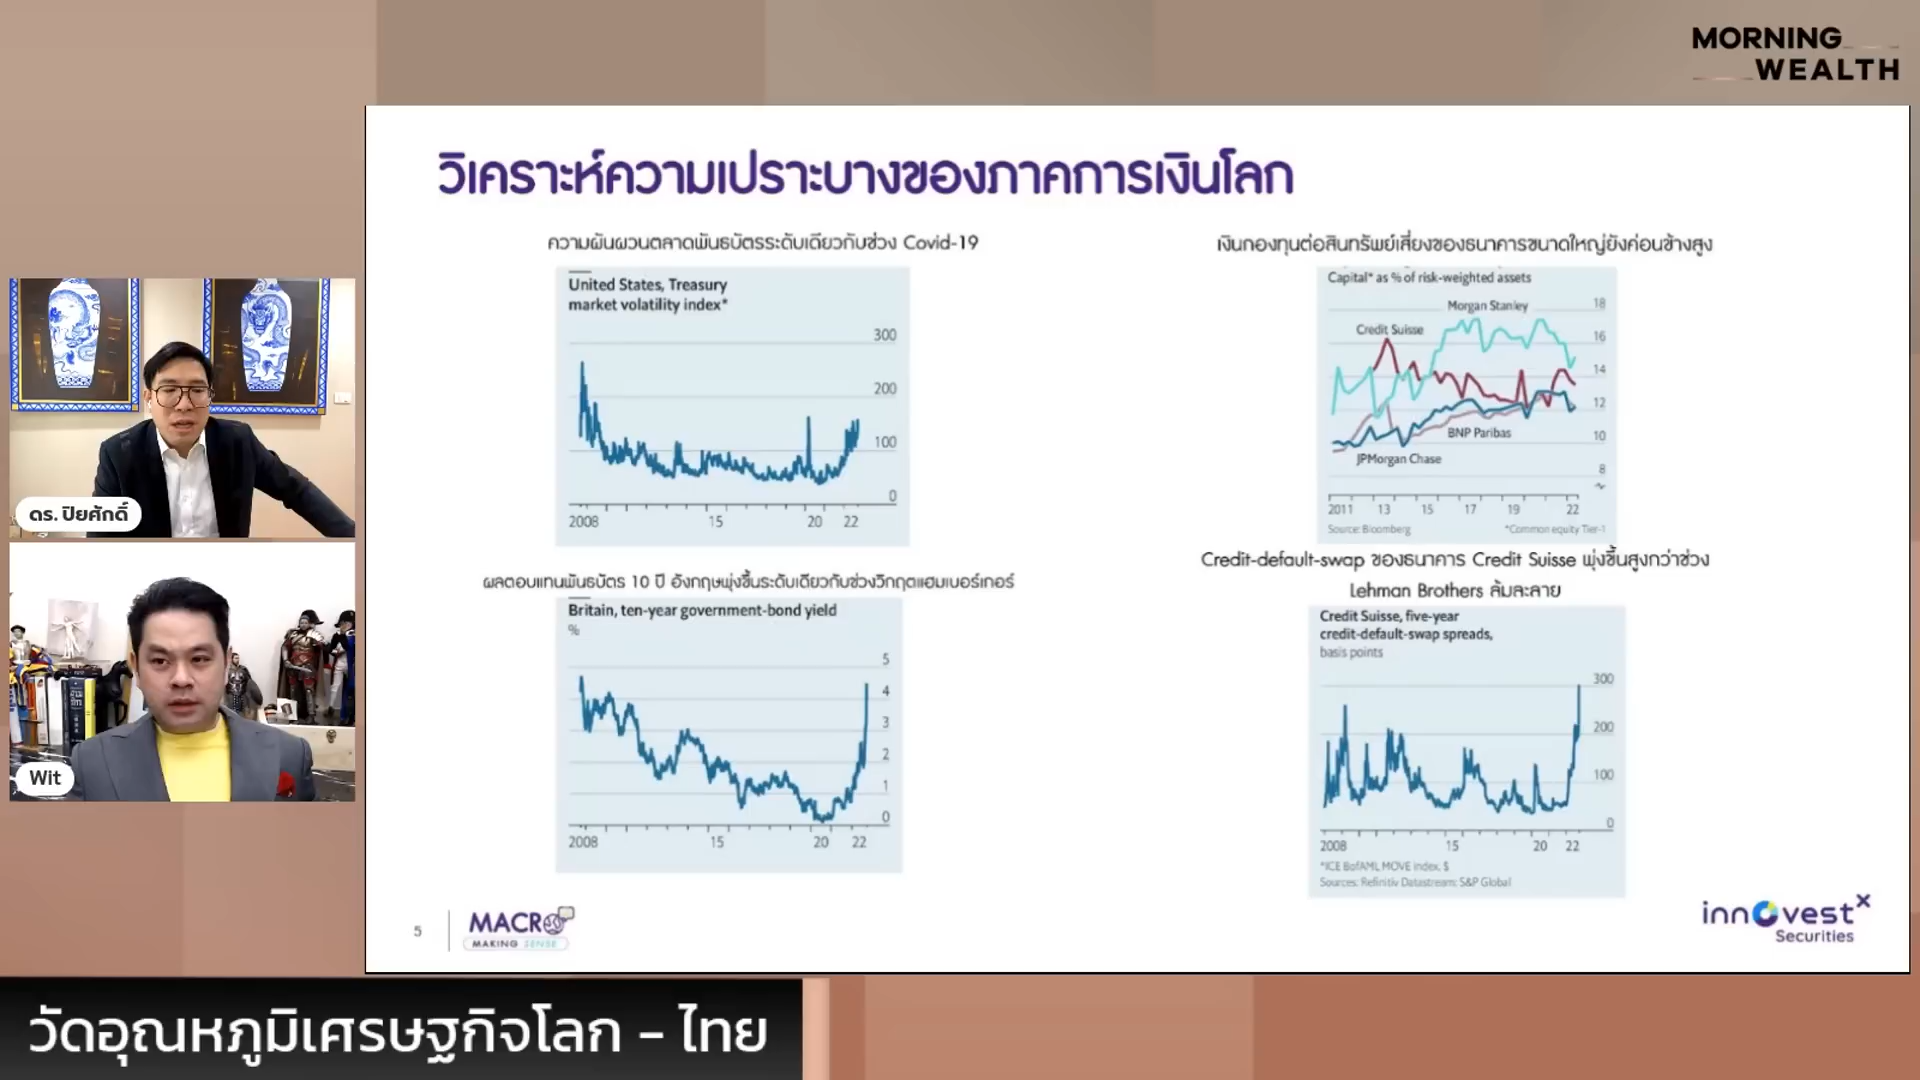 MORNING
WEALTH
วิเคราะห์ความเปราะบางของภาคการเงินโลก
ความผันผวนตลาดพันธบัตรระดับเดียวกับช่วง Covid-19
United States, Treasury
market volatility index*
300
200
100
0
2008 15 20 22
เงินกองทุนต่อสินทรัพย์เสี่ยงของธนาคารขนาดใหญ่ยังค่อนข้างสูง
Capital* as % of risk-weighted assets
Morgan Stanley
Credit Suisse
BNP Paribas
JPMorgan Chase
18
16
14
12
10
8
2011 13 15 17 19 22
Source: Bloomberg *Common equity Tier-1
ผลตอบแทนพันธบัตร 10 ปี อังกฤษพุ่งขึ้นระดับเดียวกับช่วงวิกฤตแฮมเบอร์เกอร์
Britain, ten-year government-bond yield
%
5
4
3
2
1
0
2008 15 20 22
Credit-default-swap ของธนาคาร Credit Suisse พุ่งขึ้นสูงกว่าช่วง
Lehman Brothers ล้มละลาย
Credit Suisse, five-year
credit-default-swap spreads,
basis points
300
200
100
0
2008 15 20 22
*ICE BofAML MOVE index, $
Sources: Refinitiv Datastream; S&P Global
5
MACRO
MAKING SENSE
innovestx
Securities
ดร. ปิยศักดิ์
Wit
วัดอุณหภูมิเศรษฐกิจโลก – ไทย